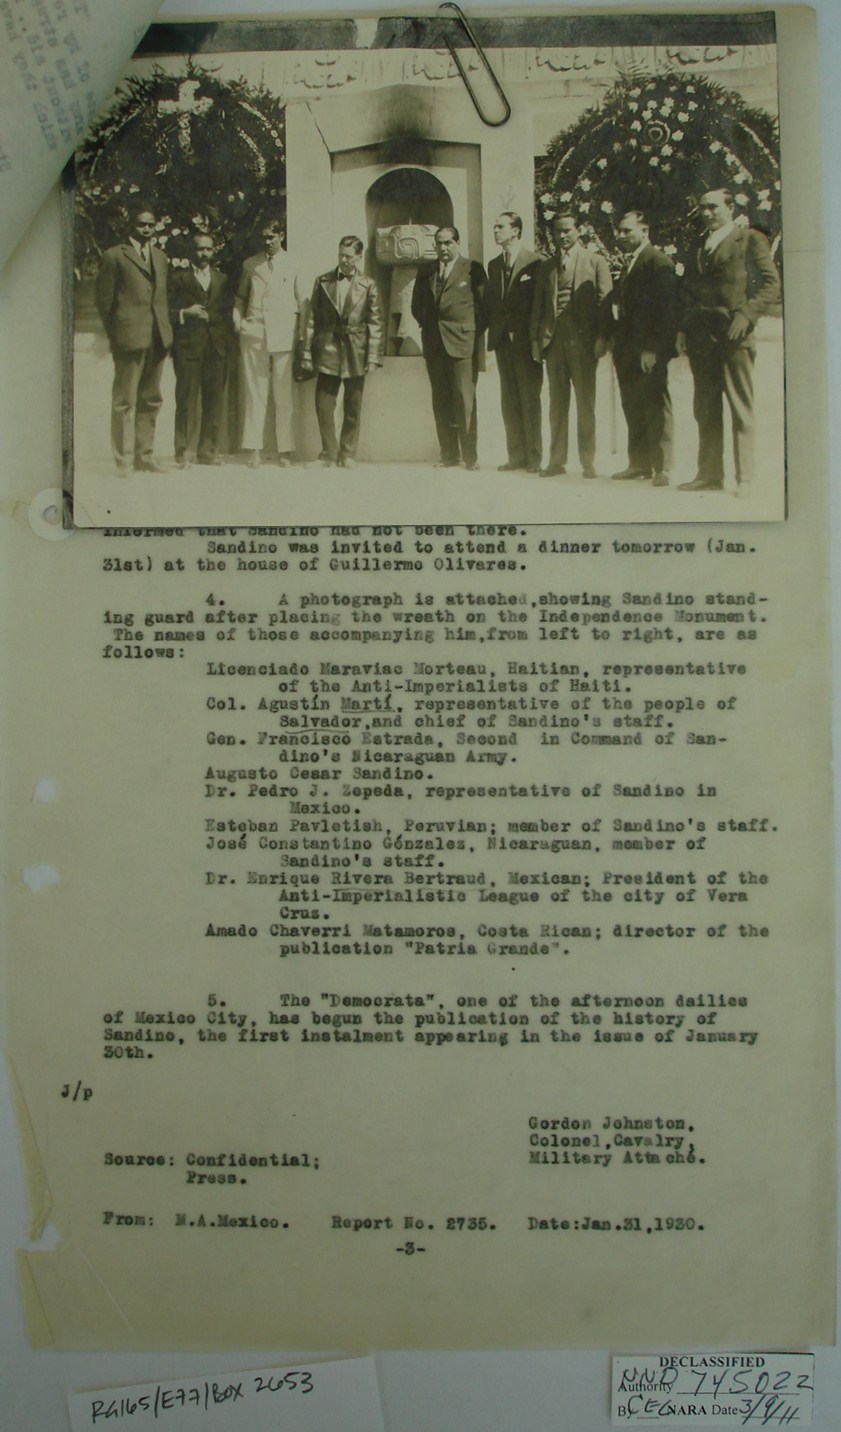 informed that Sandino had not been there.
Sandino was invited to attend a dinner tomorrow (Jan.
31st) at the house of Guillermo Olivares.
4. A photograph is attached,showing Sandino stand-
ing guard after placing the wreath on the Independence Monument.
The names of those accompanying him,from left to right, are as
follows:
Licenciado Maraviac Morteau, Haitian, representative
of the Anti-Imperialists of Haiti.
Col. Agustín Martí, representative of the people of
Salvador,and chief of Sandino's staff.
Gen. Francisco Estrada, Second in Command of San-
dino's Nicaraguan Army.
Augusto Cesar Sandino.
Dr. Pedro J. Zepeda, representative of Sandino in
Mexico.
Esteban Pavletish, Peruvian; member of Sandino's staff.
José Constantino Gónzalez, Nicaraguan, member of
Sandino's staff.
Dr. Enrique Rivera Bertraud, Mexican; President of the
Anti-Imperialistic League of the city of Vera
Cruz.
Amado Chaverri Matamoros, Costa Rican; director of the
publication "Patria Grande".
5. The "Democrata", one of the afternoon dailies
of Mexico City, has begun the publication of the history of
Sandino, the first instalment appearing in the issue of January
30th.
J/p
Gordon Johnston,
Colonel,Cavalry,
Military Attaché.
Source: Confidential;
Press.
From: M.A.Mexico. Report No. 2735. Date:Jan.31,1930.
-3-
RG165/E77/BOX 2653
DECLASSIFIED
Authority NND 745022
By CEG NARA Date 3/9/11